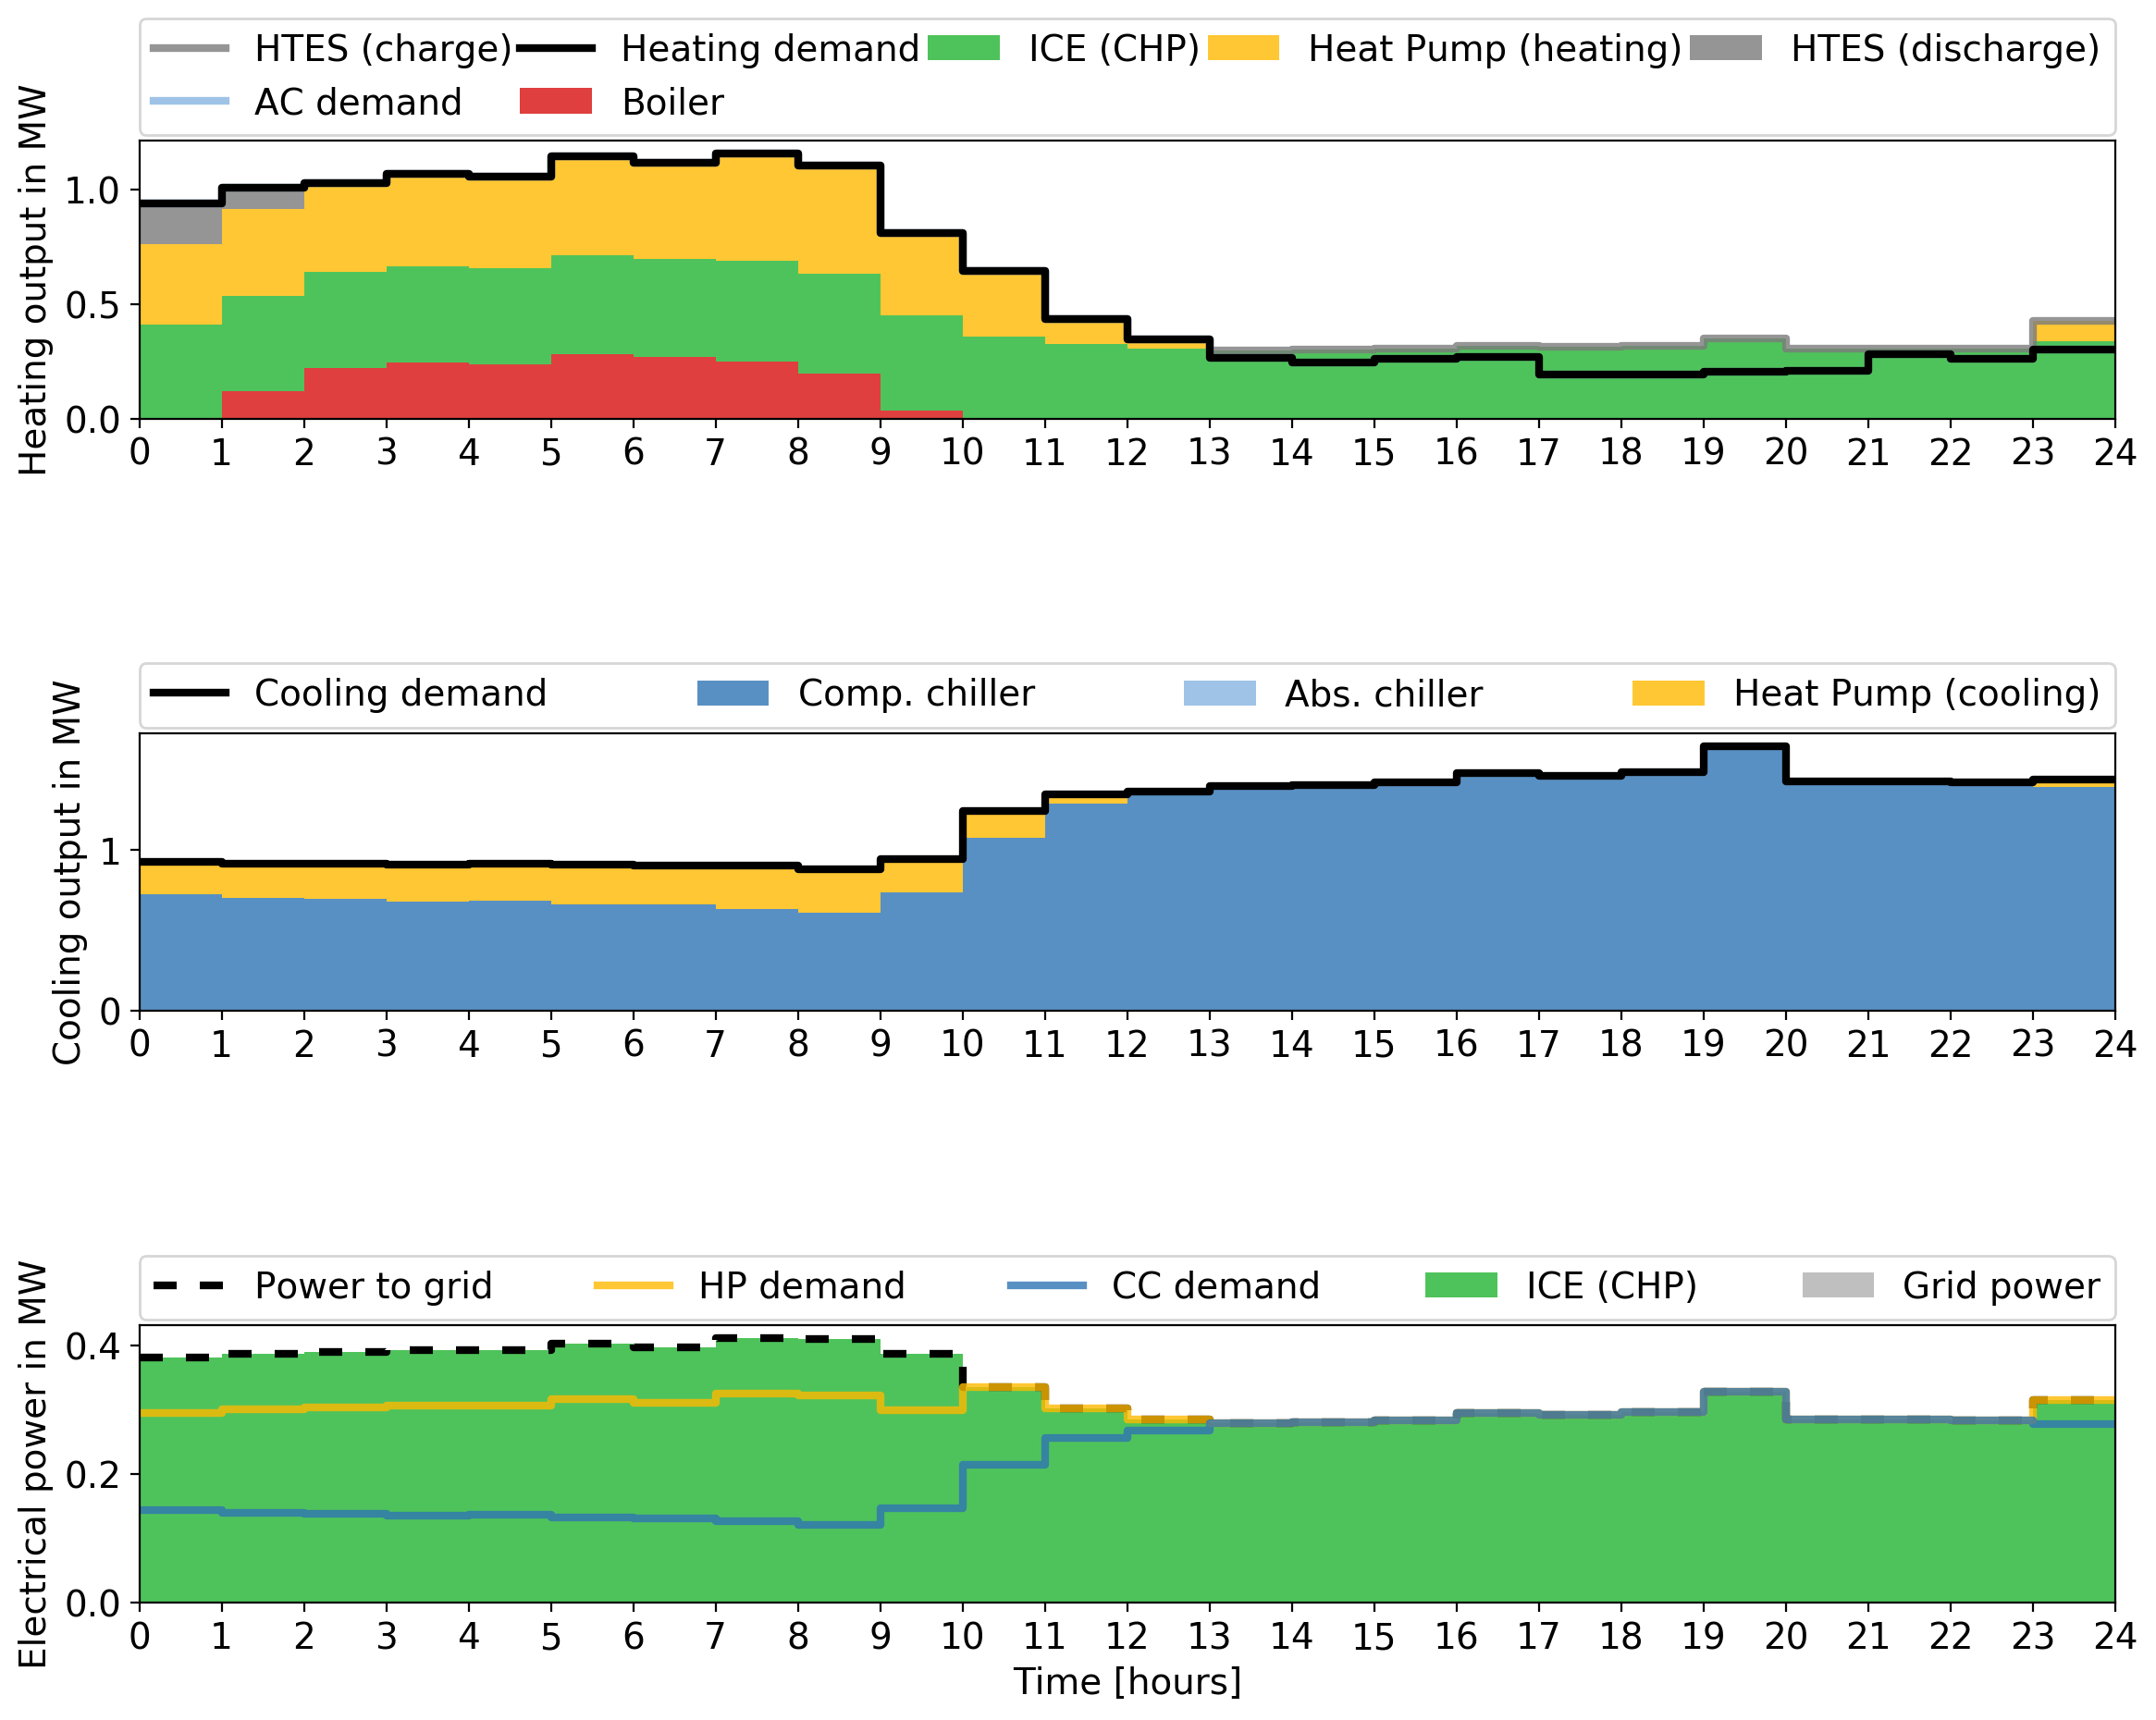 HTES (charge) Heating demand ICE (CHP) Heat Pump (heating) HTES (discharge)
AC demand Boiler
Heating output in MW
1.0
0.5
0.0
0 1 2 3 4 5 6 7 8 9 10 11 12 13 14 15 16 17 18 19 20 21 22 23 24
Cooling demand Comp. chiller Abs. chiller Heat Pump (cooling)
Cooling output in MW
1
0
0 1 2 3 4 5 6 7 8 9 10 11 12 13 14 15 16 17 18 19 20 21 22 23 24
Power to grid HP demand CC demand ICE (CHP) Grid power
Electrical power in MW
0.4
0.2
0.0
0 1 2 3 4 5 6 7 8 9 10 11 12 13 14 15 16 17 18 19 20 21 22 23 24
Time [hours]